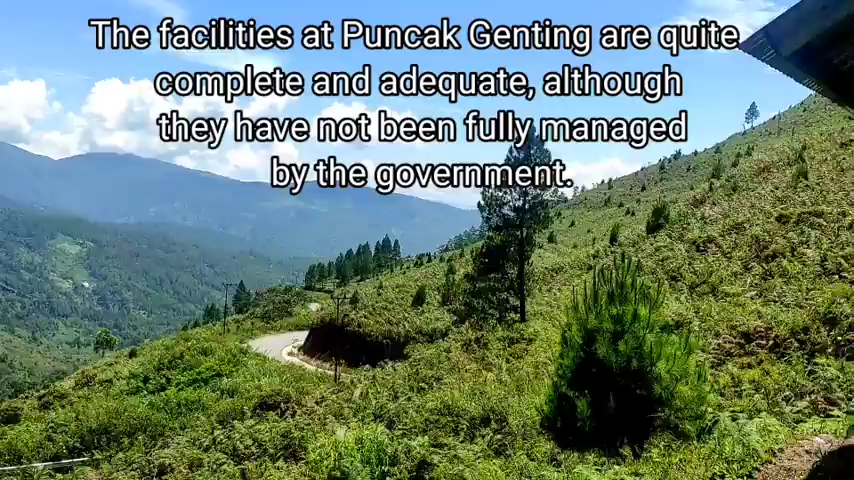 The facilities at Puncak Genting are quite
complete and adequate, although
they have not been fully managed
by the government.